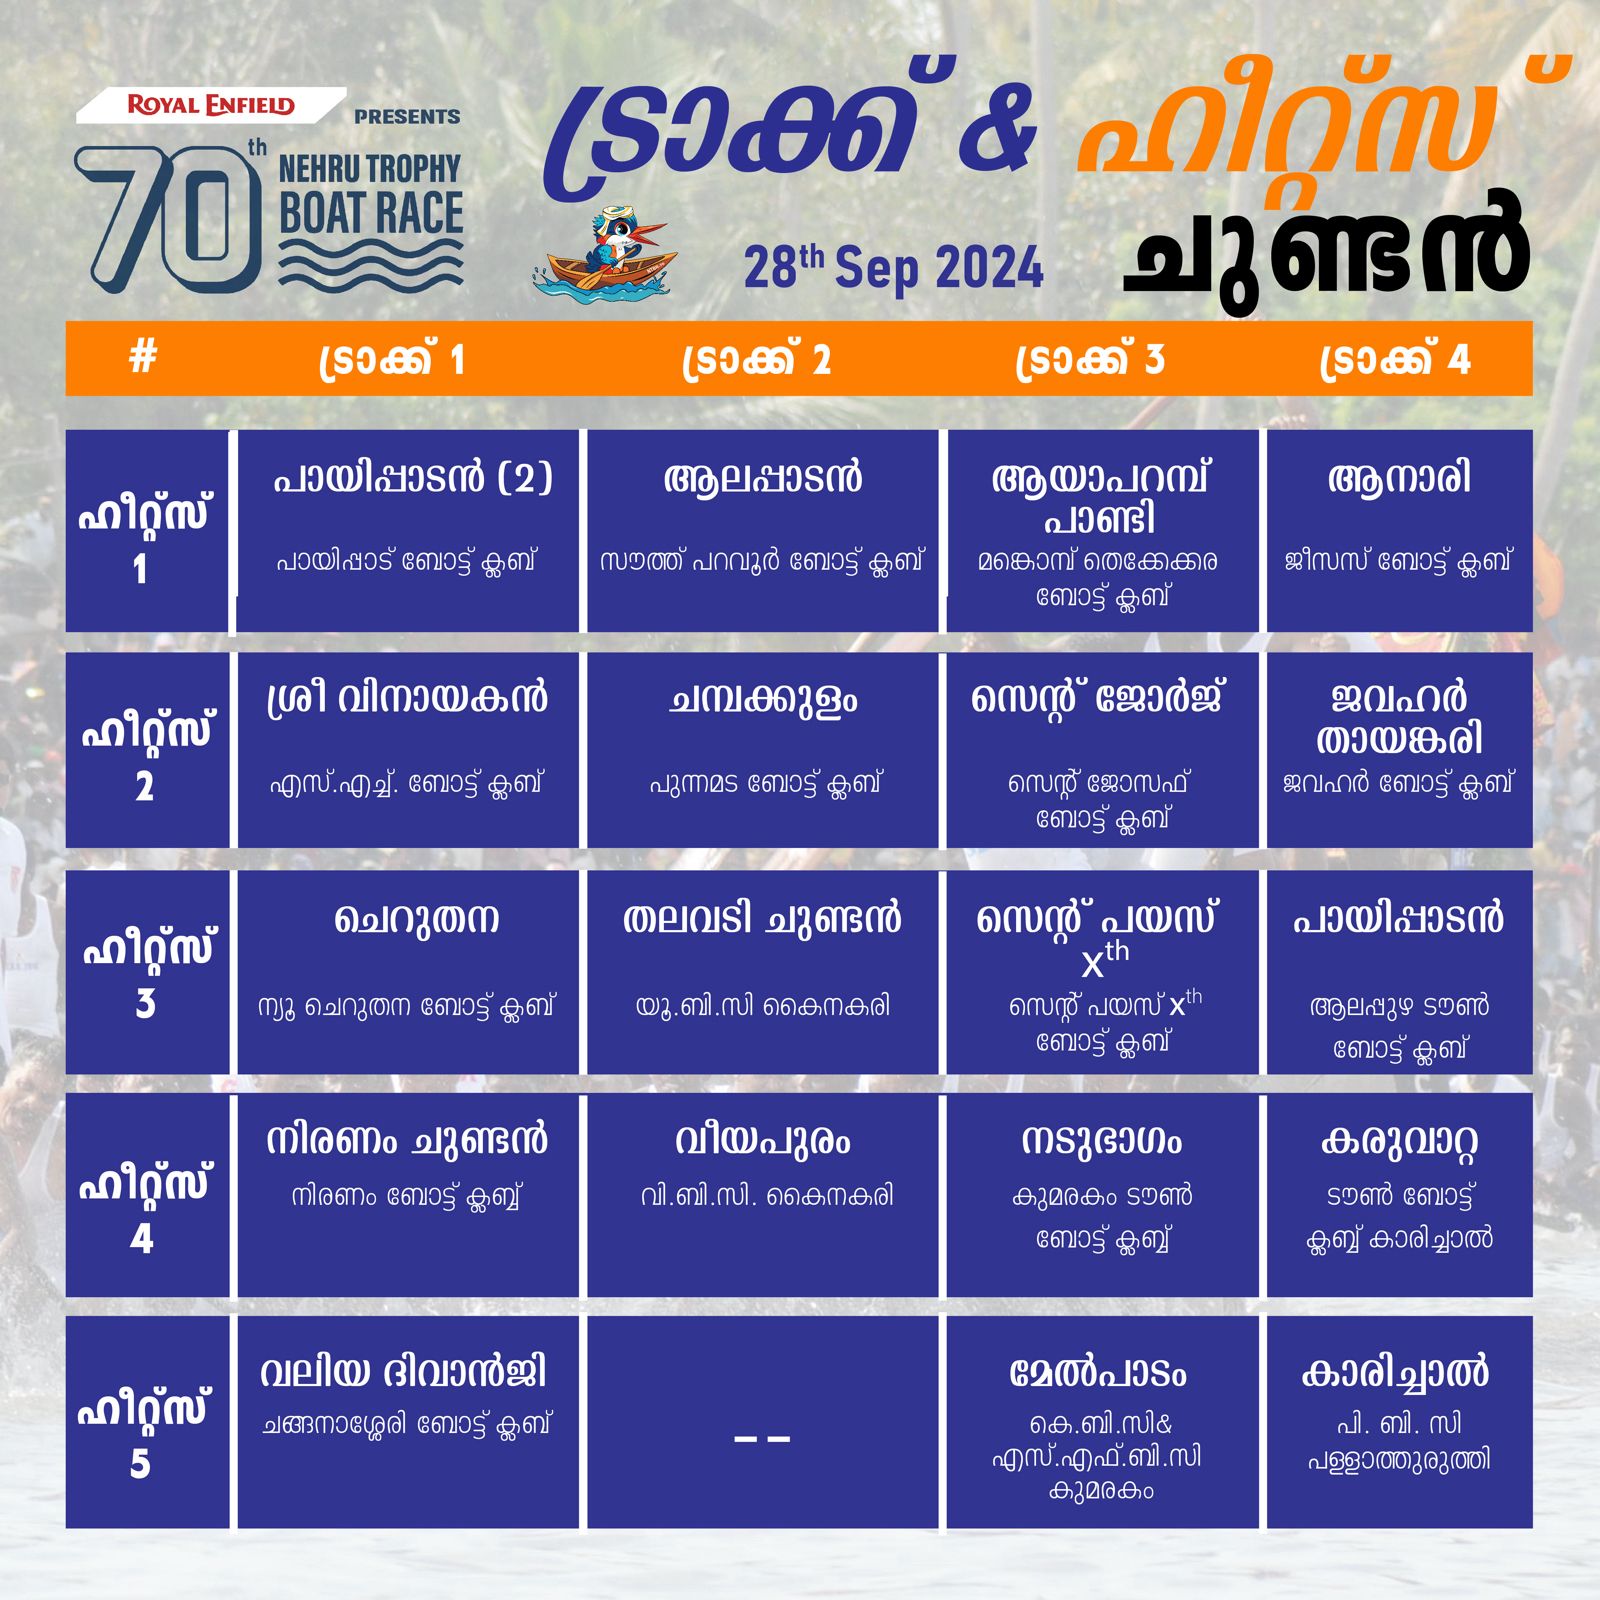 ROYAL ENFIELD
PRESENTS
70th NEHRU TROPHY
BOAT RACE
ട്രാക്ക് & ഹീറ്റ്സ്
ചുണ്ടൻ
28th Sep 2024
# ട്രാക്ക് 1 ട്രാക്ക് 2 ട്രാക്ക് 3 ട്രാക്ക് 4
ഹീറ്റ്സ്
1
പായിപ്പാടൻ (2)
പായിപ്പാട് ബോട്ട് ക്ലബ്
ആലപ്പാടൻ
സൗത്ത് പറവൂർ ബോട്ട് ക്ലബ്
ആയാപറമ്പ്
പാണ്ടി
മങ്കൊമ്പ് തെക്കേക്കര
ബോട്ട് ക്ലബ്
ആനാരി
ജീസസ് ബോട്ട് ക്ലബ്
ഹീറ്റ്സ്
2
ശ്രീ വിനായകൻ
എസ്.എച്ച്. ബോട്ട് ക്ലബ്
ചമ്പക്കുളം
പുന്നമട ബോട്ട് ക്ലബ്
സെന്റ് ജോർജ്
സെന്റ് ജോസഫ്
ബോട്ട് ക്ലബ്
ജവഹർ
തായങ്കരി
ജവഹർ ബോട്ട് ക്ലബ്
ഹീറ്റ്സ്
3
ചെറുതന
ന്യൂ ചെറുതന ബോട്ട് ക്ലബ്
തലവടി ചുണ്ടൻ
യൂ.ബി.സി കൈനകരി
സെന്റ് പയസ്
xth
സെന്റ് പയസ് xth
ബോട്ട് ക്ലബ്
പായിപ്പാടൻ
ആലപ്പുഴ ടൗൺ
ബോട്ട് ക്ലബ്
ഹീറ്റ്സ്
4
നിരണം ചുണ്ടൻ
നിരണം ബോട്ട് ക്ലബ്ബ്
വീയപുരം
വി.ബി.സി. കൈനകരി
നടുഭാഗം
കുമരകം ടൗൺ
ബോട്ട് ക്ലബ്ബ്
കരുവാറ്റ
ടൗൺ ബോട്ട്
ക്ലബ്ബ് കാരിച്ചാൽ
ഹീറ്റ്സ്
5
വലിയ ദിവാൻജി
ചങ്ങനാശ്ശേരി ബോട്ട് ക്ലബ്
--
മേൽപാടം
കെ.ബി.സി&
എസ്.എഫ്.ബി.സി
കുമരകം
കാരിച്ചാൽ
പി. ബി. സി
പള്ളാത്തുരുത്തി